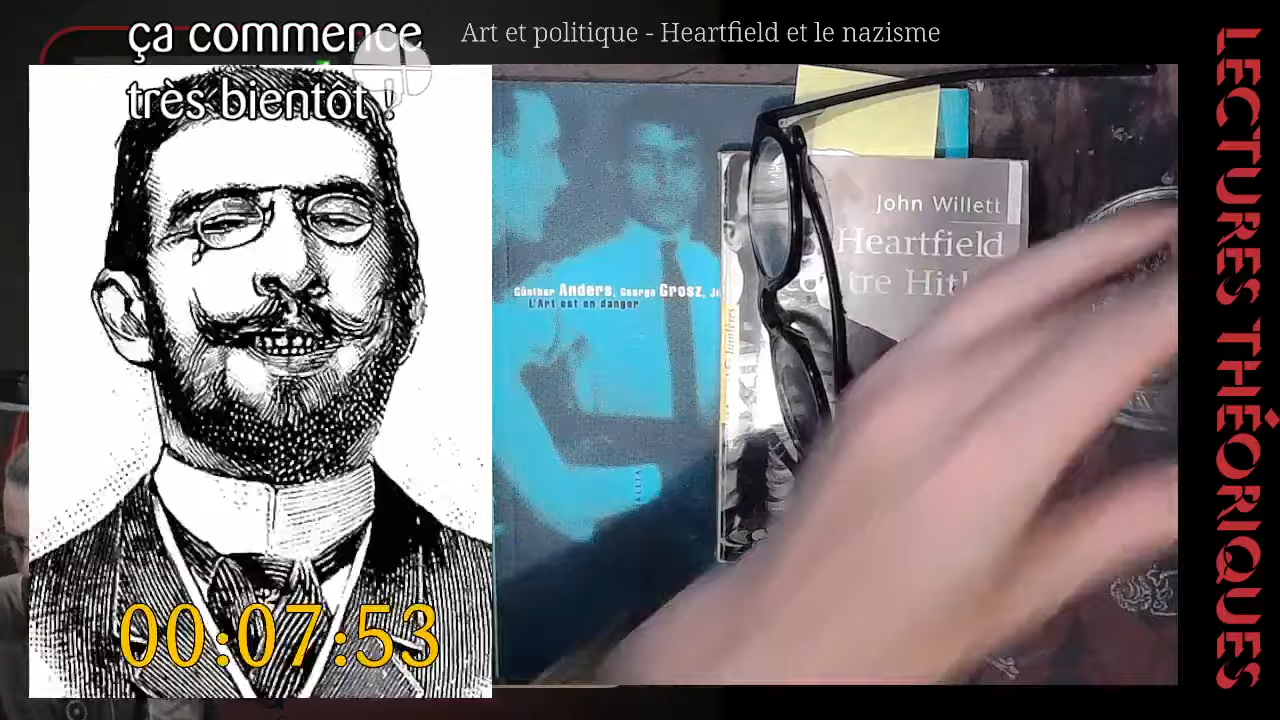 ça commence
très bientôt !
Art et politique - Heartfield et le nazisme
Günther Anders, George Grosz,
L'Art est en danger
John Willett
Heartfield
00:07:53
LECTURES THÉORIQUES